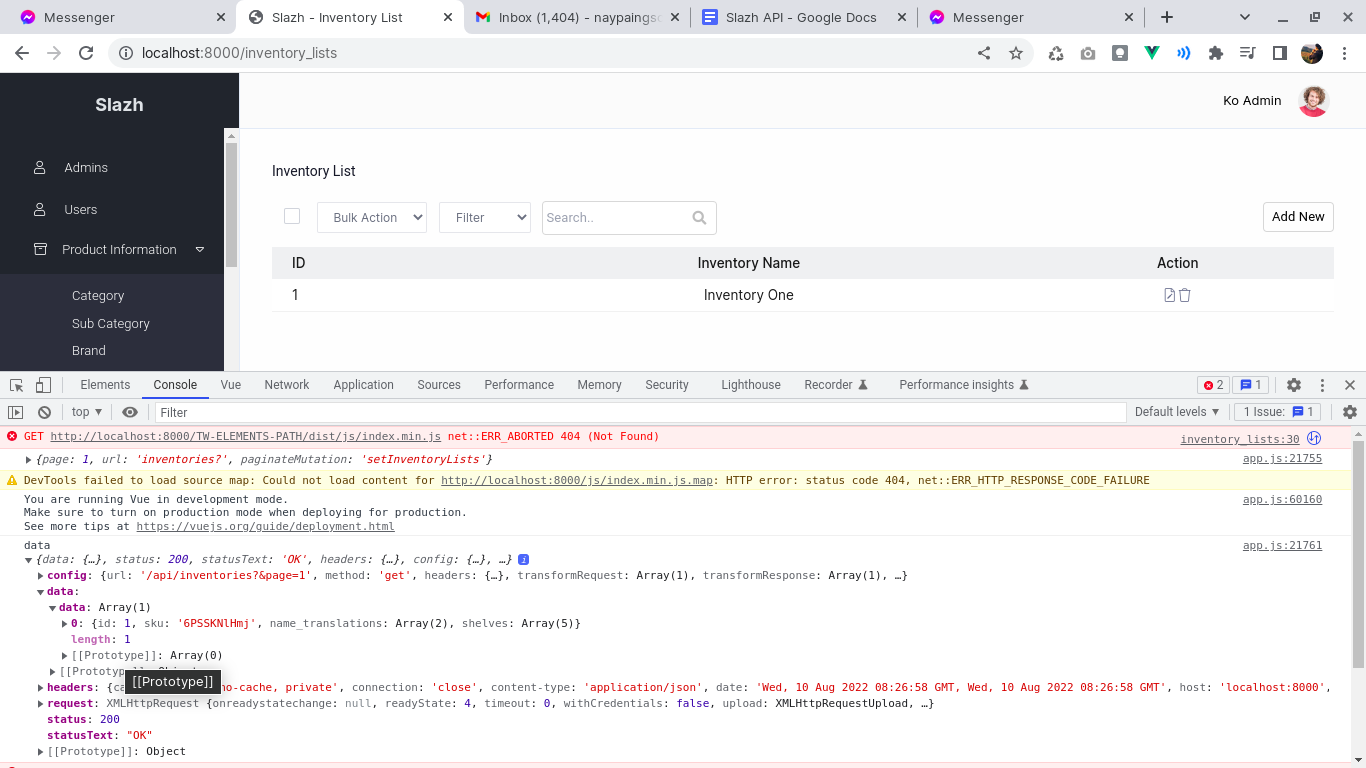 Messenger
Slazh - Inventory List
Inbox (1,404) - naypaingso
Slazh API - Google Docs
Messenger
localhost:8000/inventory_lists
Slazh
Ko Admin
Admins
Users
Product Information
Category
Sub Category
Brand
Inventory List
Bulk Action
Filter
Search..
Add New
ID Inventory Name Action
1 Inventory One
Elements Console Vue Network Application Sources Performance Memory Security Lighthouse Recorder Performance insights 2 1
top Filter Default levels 1 Issue: 1
GET http://localhost:8000/TW-ELEMENTS-PATH/dist/js/index.min.js net::ERR_ABORTED 404 (Not Found) inventory_lists:30
{page: 1, url: 'inventories?', paginateMutation: 'setInventoryLists'} app.js:21755
DevTools failed to load source map: Could not load content for http://localhost:8000/js/index.min.js.map: HTTP error: status code 404, net::ERR_HTTP_RESPONSE_CODE_FAILURE
You are running Vue in development mode. app.js:60160
Make sure to turn on production mode when deploying for production.
See more tips at https://vuejs.org/guide/deployment.html
data app.js:21761
{data: {…}, status: 200, statusText: 'OK', headers: {…}, config: {…}, …}
config: {url: '/api/inventories?&page=1', method: 'get', headers: {…}, transformRequest: Array(1), transformResponse: Array(1), …}
data:
data: Array(1)
0: {id: 1, sku: '6PSSKNlHmj', name_translations: Array(2), shelves: Array(5)}
length: 1
[[Prototype]]: Array(0)
[[Prototype]]
headers: no-cache, private', connection: 'close', content-type: 'application/json', date: 'Wed, 10 Aug 2022 08:26:58 GMT, Wed, 10 Aug 2022 08:26:58 GMT', host: 'localhost:8000',
request: XMLHttpRequest {onreadystatechange: null, readyState: 4, timeout: 0, withCredentials: false, upload: XMLHttpRequestUpload, …}
status: 200
statusText: "OK"
[[Prototype]]: Object